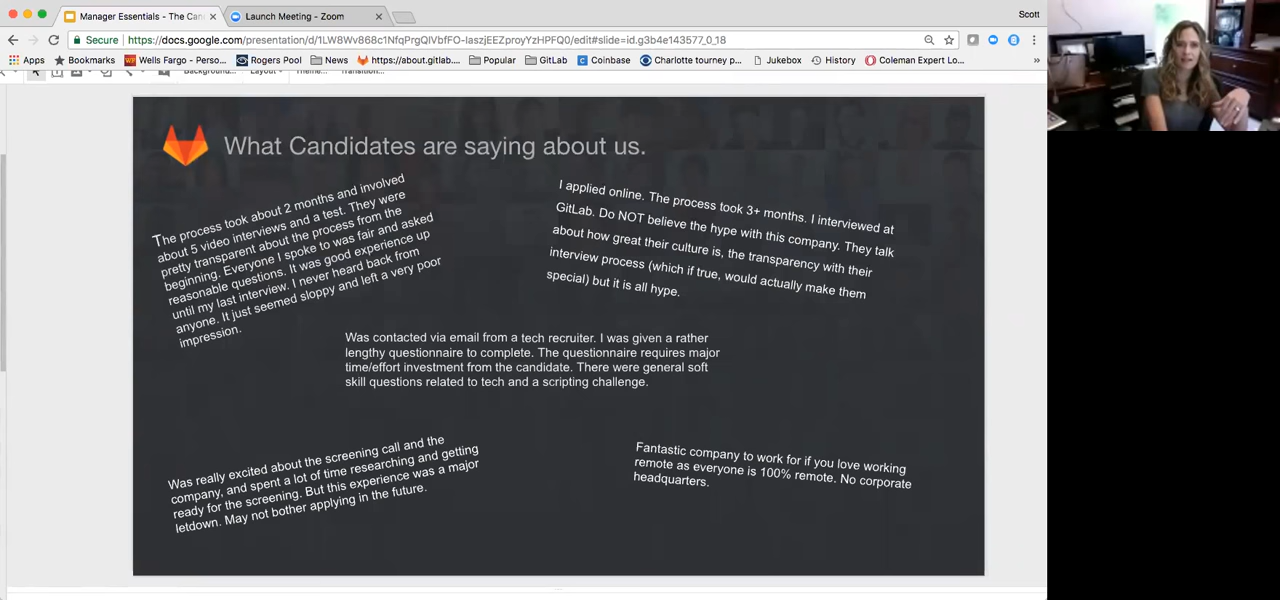 Manager Essentials - The Can
Launch Meeting - Zoom
Scott
Secure
https://docs.google.com/presentation/d/1LW8Wv868c1NfqPrgQlVbfFO-IaszjEEZproyYzHPFQ0/edit#slide=id.g3b4e143577_0_18
Apps
Bookmarks
Wells Fargo - Perso...
Rogers Pool
News
https://about.gitlab....
Popular
GitLab
Coinbase
Charlotte tourney p...
Jukebox
History
Coleman Expert Lo...
»
Background...
Layout
Theme...
Transition...
What Candidates are saying about us.
The process took about 2 months and involved
about 5 video interviews and a test. They were
pretty transparent about the process from the
beginning. Everyone I spoke to was fair and asked
reasonable questions. It was good experience up
until my last interview. I never heard back from
anyone. It just seemed sloppy and left a very poor
impression.
I applied online. The process took 3+ months. I interviewed at
GitLab. Do NOT believe the hype with this company. They talk
about how great their culture is, the transparency with their
interview process (which if true, would actually make them
special) but it is all hype.
Was contacted via email from a tech recruiter. I was given a rather
lengthy questionnaire to complete. The questionnaire requires major
time/effort investment from the candidate. There were general soft
skill questions related to tech and a scripting challenge.
Was really excited about the screening call and the
company, and spent a lot of time researching and getting
ready for the screening. But this experience was a major
letdown. May not bother applying in the future.
Fantastic company to work for if you love working
remote as everyone is 100% remote. No corporate
headquarters.